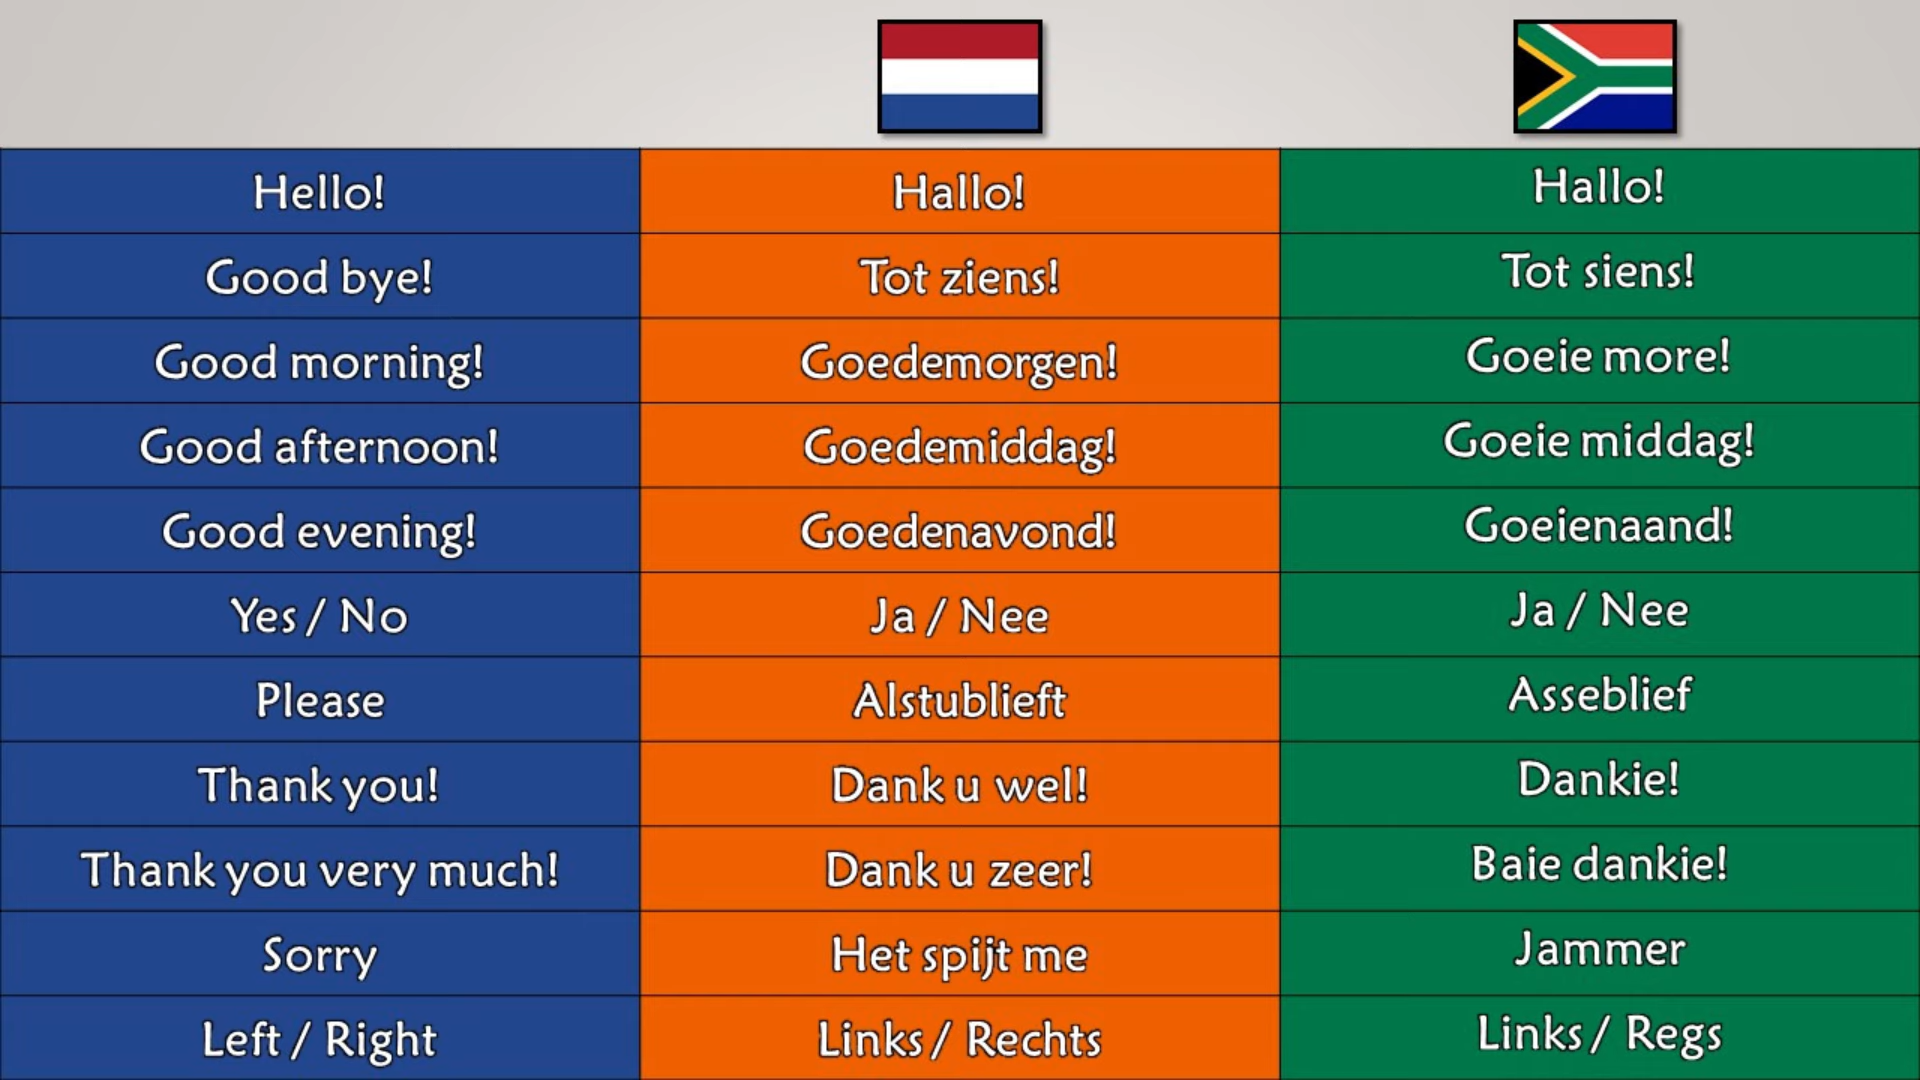 Hello! Hallo! Hallo!
Good bye! Tot ziens! Tot siens!
Good morning! Goedemorgen! Goeie more!
Good afternoon! Goedemiddag! Goeie middag!
Good evening! Goedenavond! Goeienaand!
Yes / No Ja / Nee Ja / Nee
Please Alstublieft Asseblief
Thank you! Dank u wel! Dankie!
Thank you very much! Dank u zeer! Baie dankie!
Sorry Het spijt me Jammer
Left / Right Links / Rechts Links / Regs